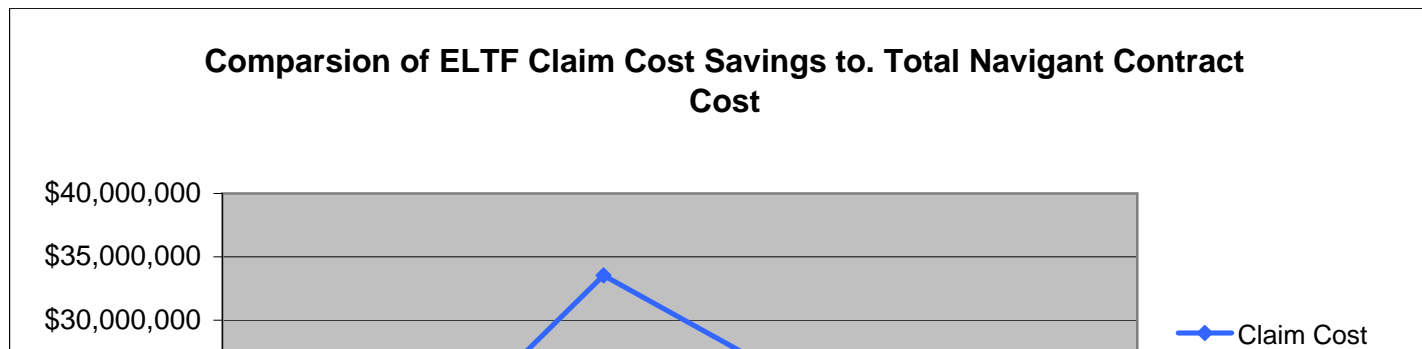 Comparsion of ELTF Claim Cost Savings to. Total Navigant Contract
Cost
$40,000,000
$35,000,000
$30,000,000
Claim Cost